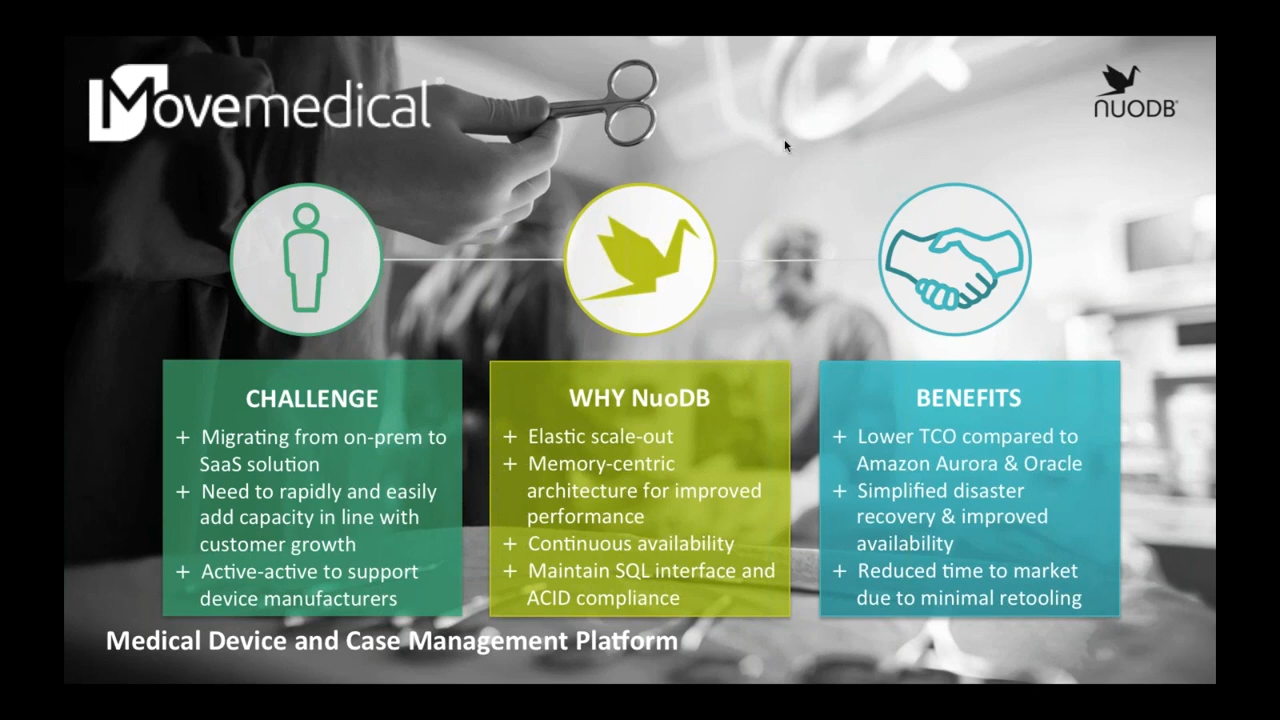 Movemedical
NUODB
CHALLENGE
+ Migrating from on-prem to
SaaS solution
+ Need to rapidly and easily
add capacity in line with
customer growth
+ Active-active to support
device manufacturers
WHY NuoDB
+ Elastic scale-out
+ Memory-centric
architecture for improved
performance
+ Continuous availability
+ Maintain SQL interface and
ACID compliance
BENEFITS
+ Lower TCO compared to
Amazon Aurora & Oracle
+ Simplified disaster
recovery & improved
availability
+ Reduced time to market
due to minimal retooling
Medical Device and Case Management Platform